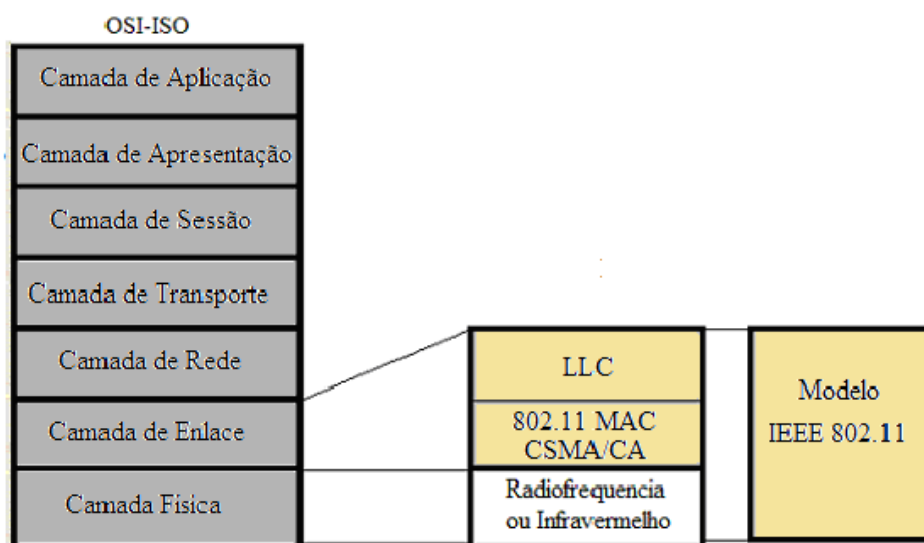 OSI-ISO
Camada de Aplicação
Camada de Apresentação
Camada de Sessão
Camada de Transporte
Camada de Rede
Camada de Enlace
Camada Física
LLC
802.11 MAC
CSMA/CA
Radiofrequencia
ou Infravermelho
Modelo
IEEE 802.11